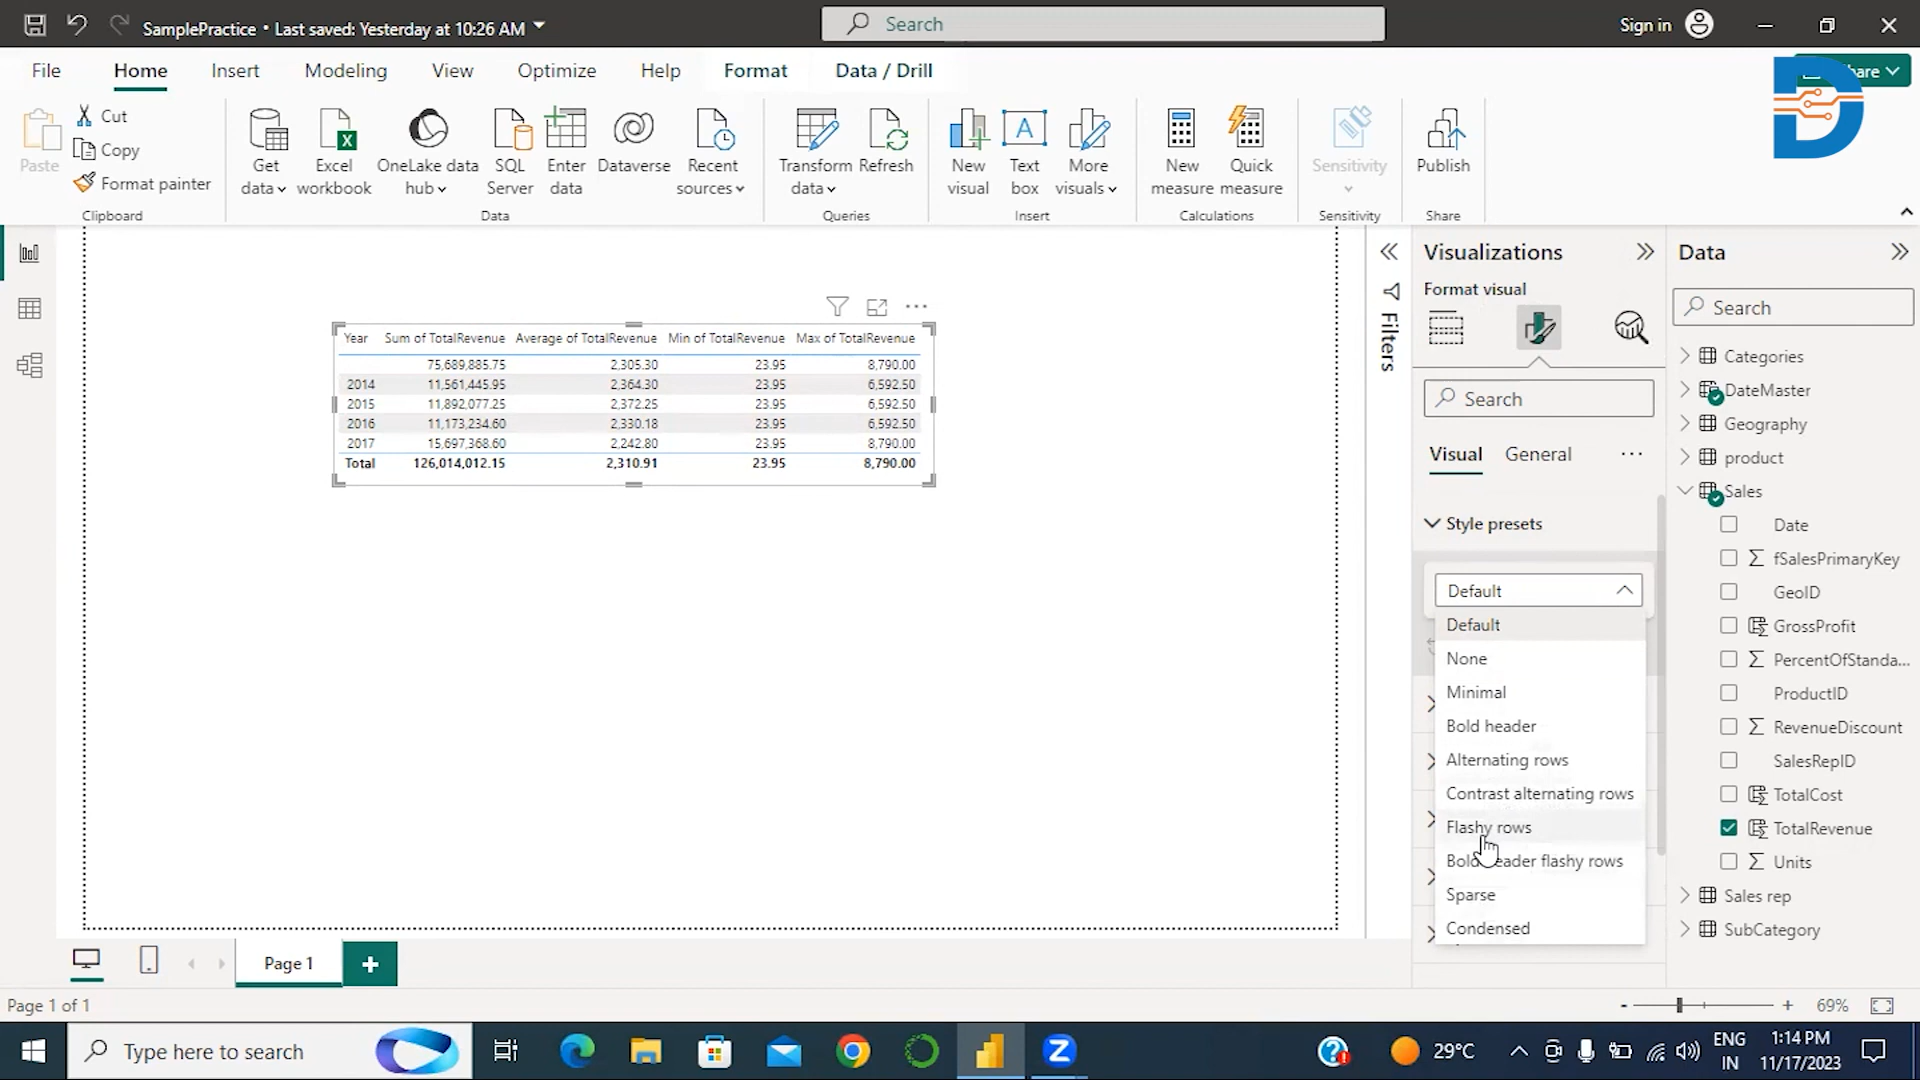 SamplePractice • Last saved: Yesterday at 10:26 AM
Search
Sign in
File Home Insert Modeling View Optimize Help Format Data / Drill
Share
Paste
Cut
Copy
Format painter
Clipboard
Get data
Excel workbook
OneLake data hub
SQL Server
Enter data
Dataverse
Recent sources
Data
Transform data
Refresh
Queries
New visual
Text box
More visuals
Insert
New measure
Quick measure
Calculations
Sensitivity
Sensitivity
Publish
Share
Year Sum of TotalRevenue Average of TotalRevenue Min of TotalRevenue Max of TotalRevenue
75,689,885.75 2,305.30 23.95 8,790.00
2014 11,561,445.95 2,364.30 23.95 6,592.50
2015 11,892,077.25 2,372.25 23.95 6,592.50
2016 11,173,234.60 2,330.18 23.95 6,592.50
2017 15,697,368.60 2,242.80 23.95 8,790.00
Total 126,014,012.15 2,310.91 23.95 8,790.00
Filters
Visualizations
Format visual
Search
Visual General
Style presets
Default
Default
None
Minimal
Bold header
Alternating rows
Contrast alternating rows
Flashy rows
Bold header flashy rows
Sparse
Condensed
Data
Search
Categories
DateMaster
Geography
product
Sales
Date
fSalesPrimaryKey
GeoID
GrossProfit
PercentOfStanda...
ProductID
RevenueDiscount
SalesRepID
TotalCost
TotalRevenue
Units
Sales rep
SubCategory
Page 1
Page 1 of 1
69%
Type here to search
29°C
ENG
IN
1:14 PM
11/17/2023